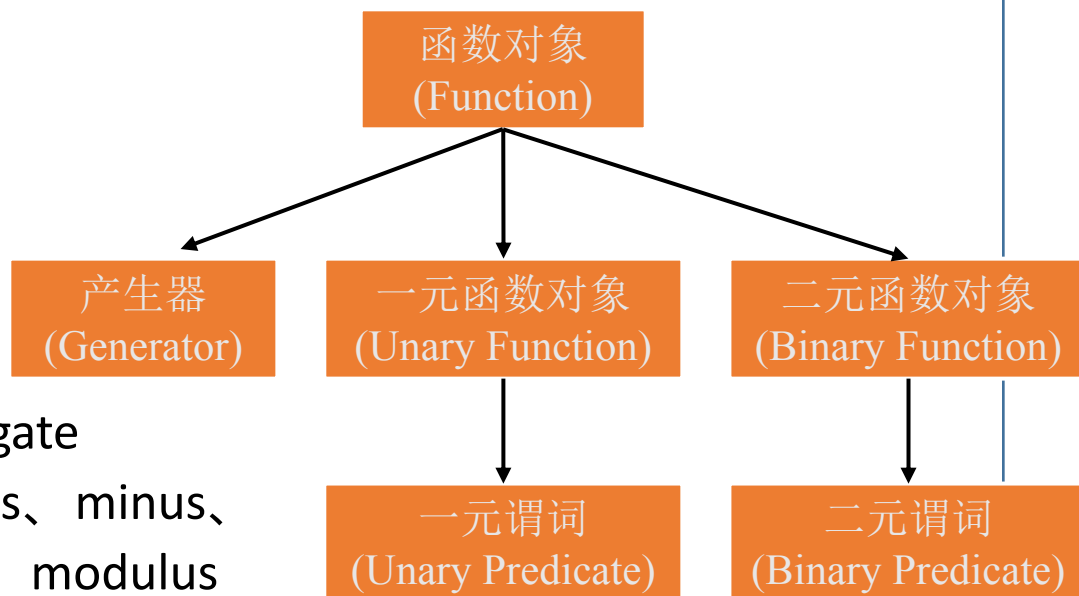 函数对象
(Function)
产生器
(Generator)
一元函数对象
(Unary Function)
二元函数对象
(Binary Function)
gate
s、 minus、
modulus
一元谓词
(Unary Predicate)
二元谓词
(Binary Predicate)